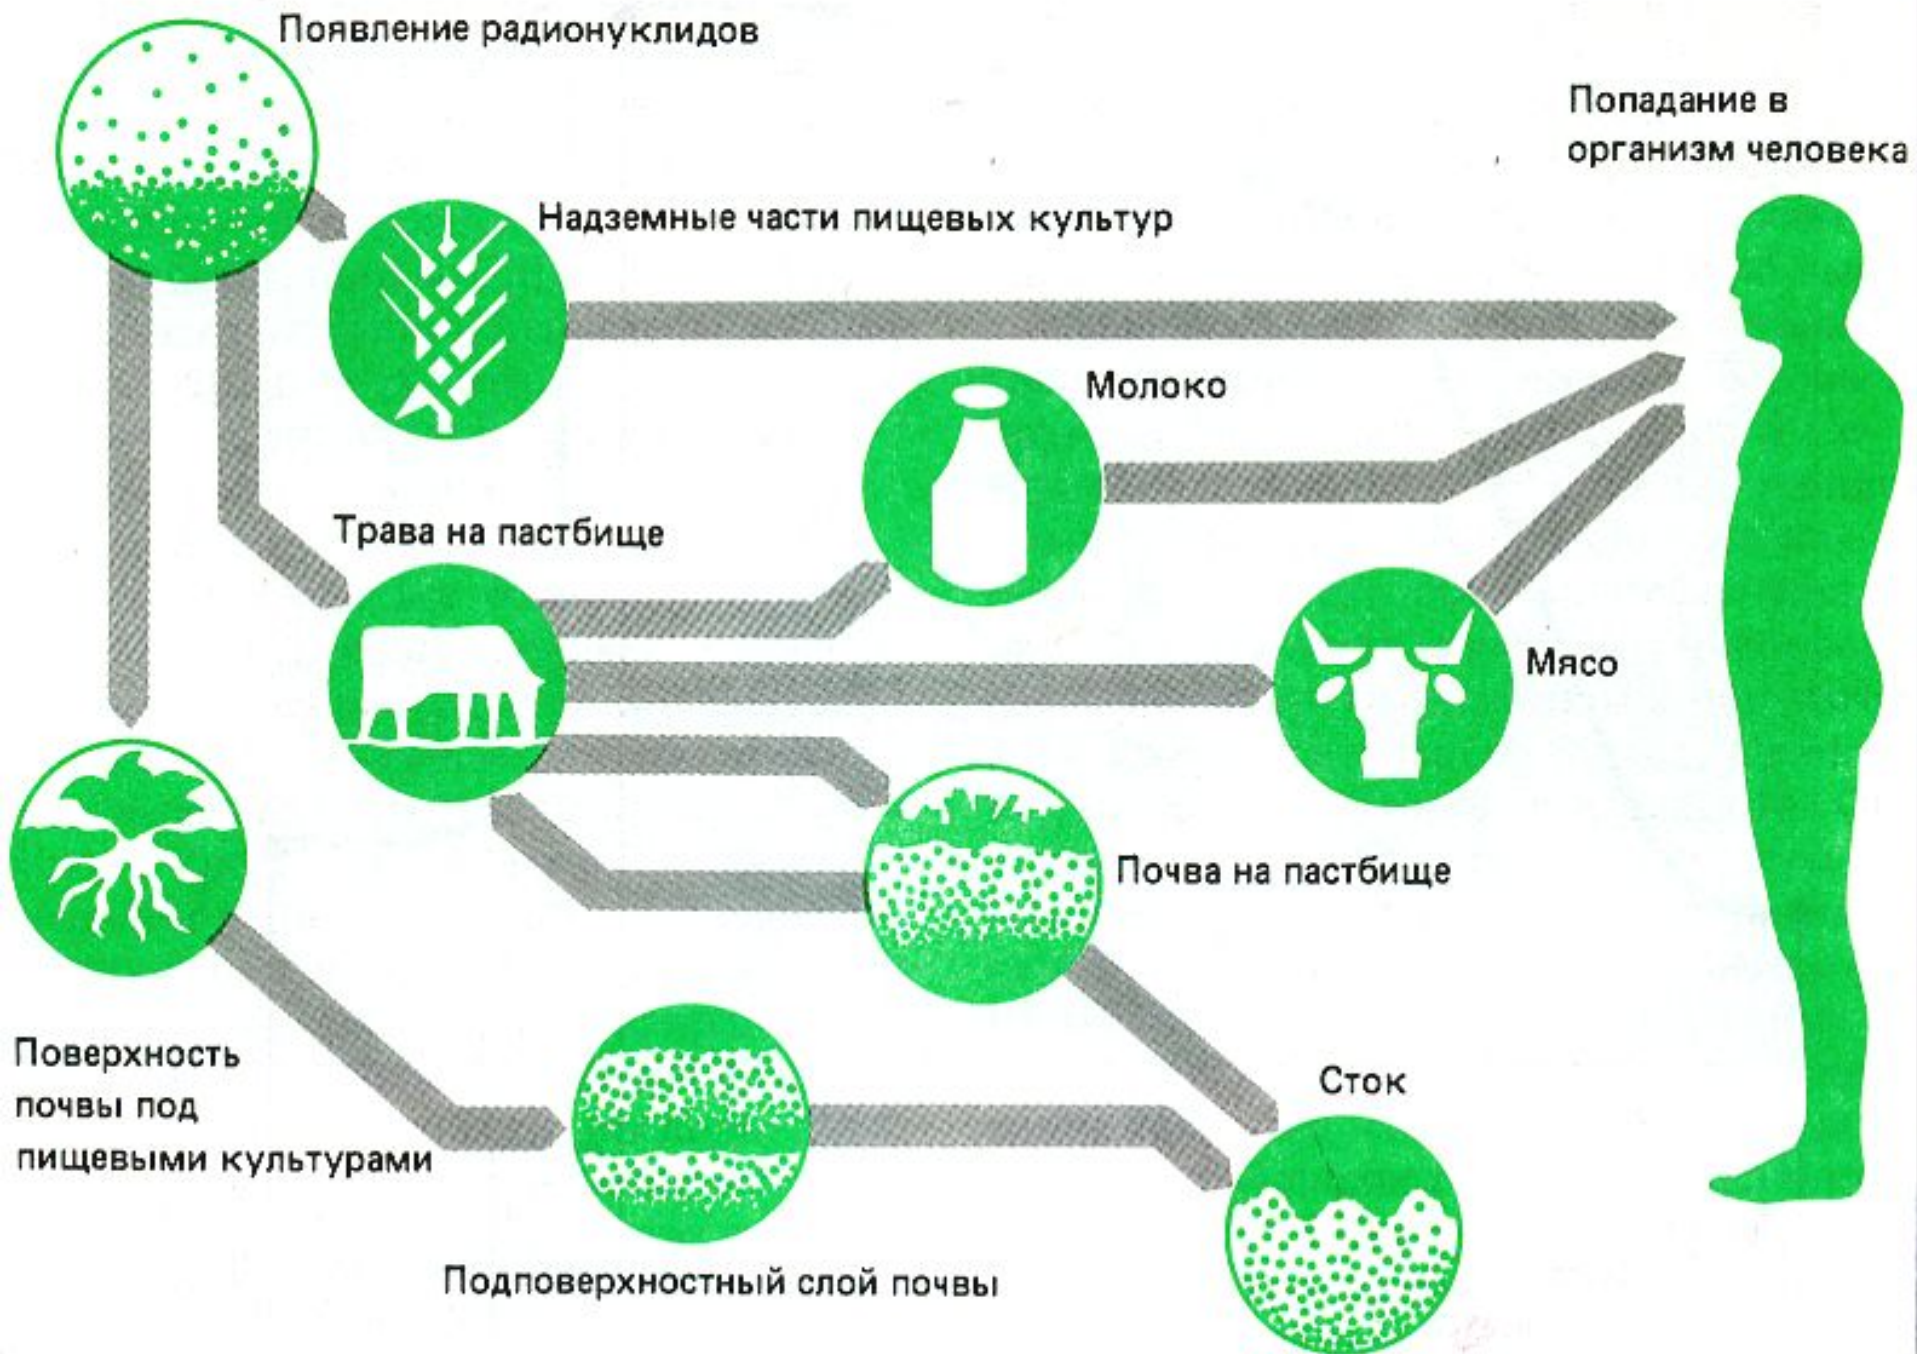 Появление радионуклидов
Попадание в
организм человека
Надземные части пищевых культур
Молоко
Трава на пастбище
Мясо
Почва на пастбище
Поверхность
почвы под
пищевыми культурами
Сток
Подповерхностный слой почвы